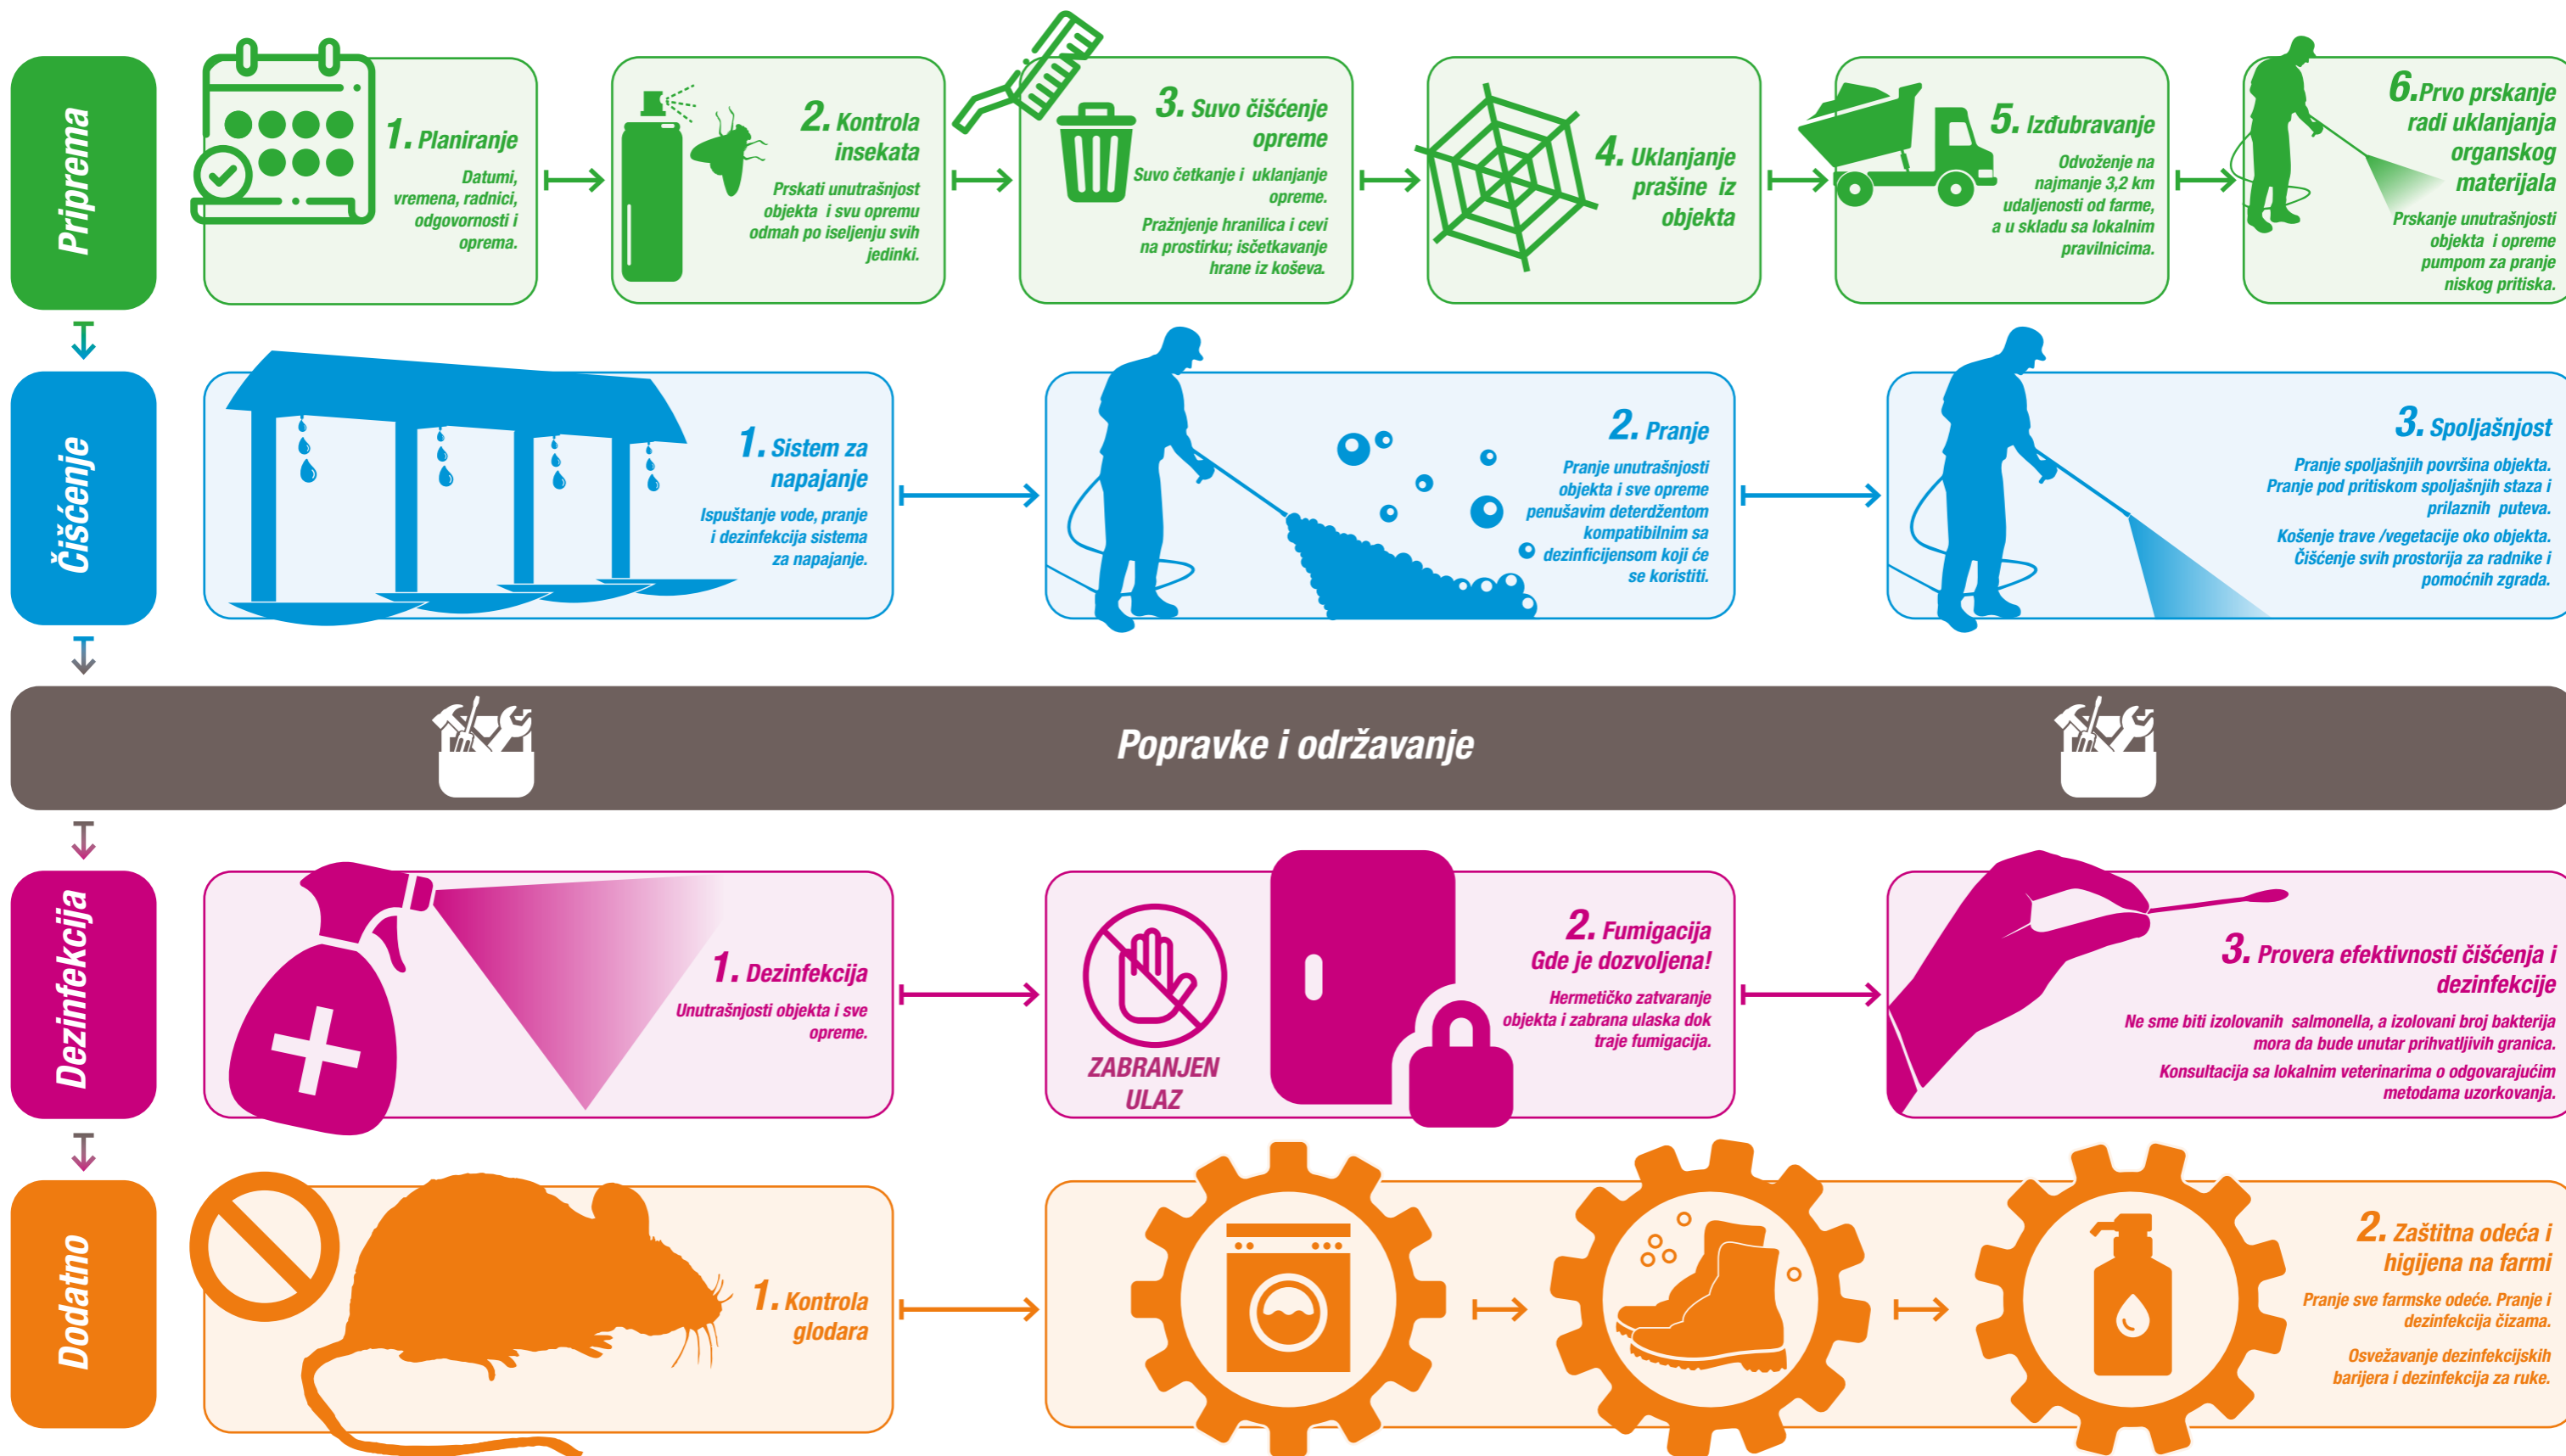 Priprema
1. Planiranje
Datumi,
vremena, radnici,
odgovornosti i
oprema.
2. Kontrola
insekata
Prskati unutrašnjost
objekta i svu opremu
odmah po iseljenju svih
jedinki.
3. Suvo čišćenje
opreme
Suvo četkanje i uklanjanje
opreme.
Pražnjenje hranilica i cevi
na prostirku; isčetkavanje
hrane iz koševa.
4. Uklanjanje
prašine iz
objekta
5. Izđubravanje
Odvoženje na
najmanje 3,2 km
udaljenosti od farme,
a u skladu sa lokalnim
pravilnicima.
6.Prvo prskanje
radi uklanjanja
organskog
materijala
Prskanje unutrašnjosti
objekta i opreme
pumpom za pranje
niskog pritiska.
Čišćenje
1. Sistem za
napajanje
Ispuštanje vode, pranje
i dezinfekcija sistema
za napajanje.
2. Pranje
Pranje unutrašnjosti
objekta i sve opreme
penušavim deterdžentom
kompatibilnim sa
dezinficijensom koji će
se koristiti.
3. Spoljašnjost
Pranje spoljašnjih površina objekta.
Pranje pod pritiskom spoljašnjih staza i
prilaznih puteva.
Košenje trave /vegetacije oko objekta.
Čišćenje svih prostorija za radnike i
pomoćnih zgrada.
Popravke i održavanje
Dezinfekcija
1. Dezinfekcija
Unutrašnjosti objekta i sve
opreme.
ZABRANJEN
ULAZ
2. Fumigacija
Gde je dozvoljena!
Hermetičko zatvaranje
objekta i zabrana ulaska dok
traje fumigacija.
3. Provera efektivnosti čišćenja i
dezinfekcije
Ne sme biti izolovanih salmonella, a izolovani broj bakterija
mora da bude unutar prihvatljivih granica.
Konsultacija sa lokalnim veterinarima o odgovarajućim
metodama uzorkovanja.
Dodatno
1. Kontrola
glodara
2. Zaštitna odeća i
higijena na farmi
Pranje sve farmske odeće. Pranje i
dezinfekcija čizama.
Osvežavanje dezinfekcijskih
barijera i dezinfekcija za ruke.